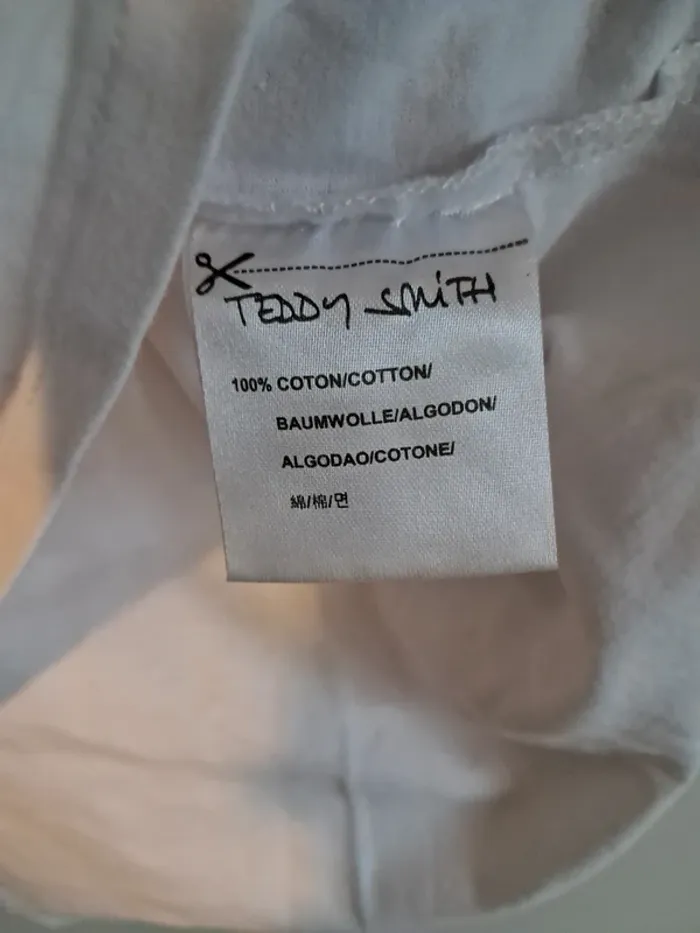 TEDDY SMiTH
100% COTON/COTTON/
BAUMWOLLE/ALGODON/
ALGODAO/COTONE/
綿/棉/면